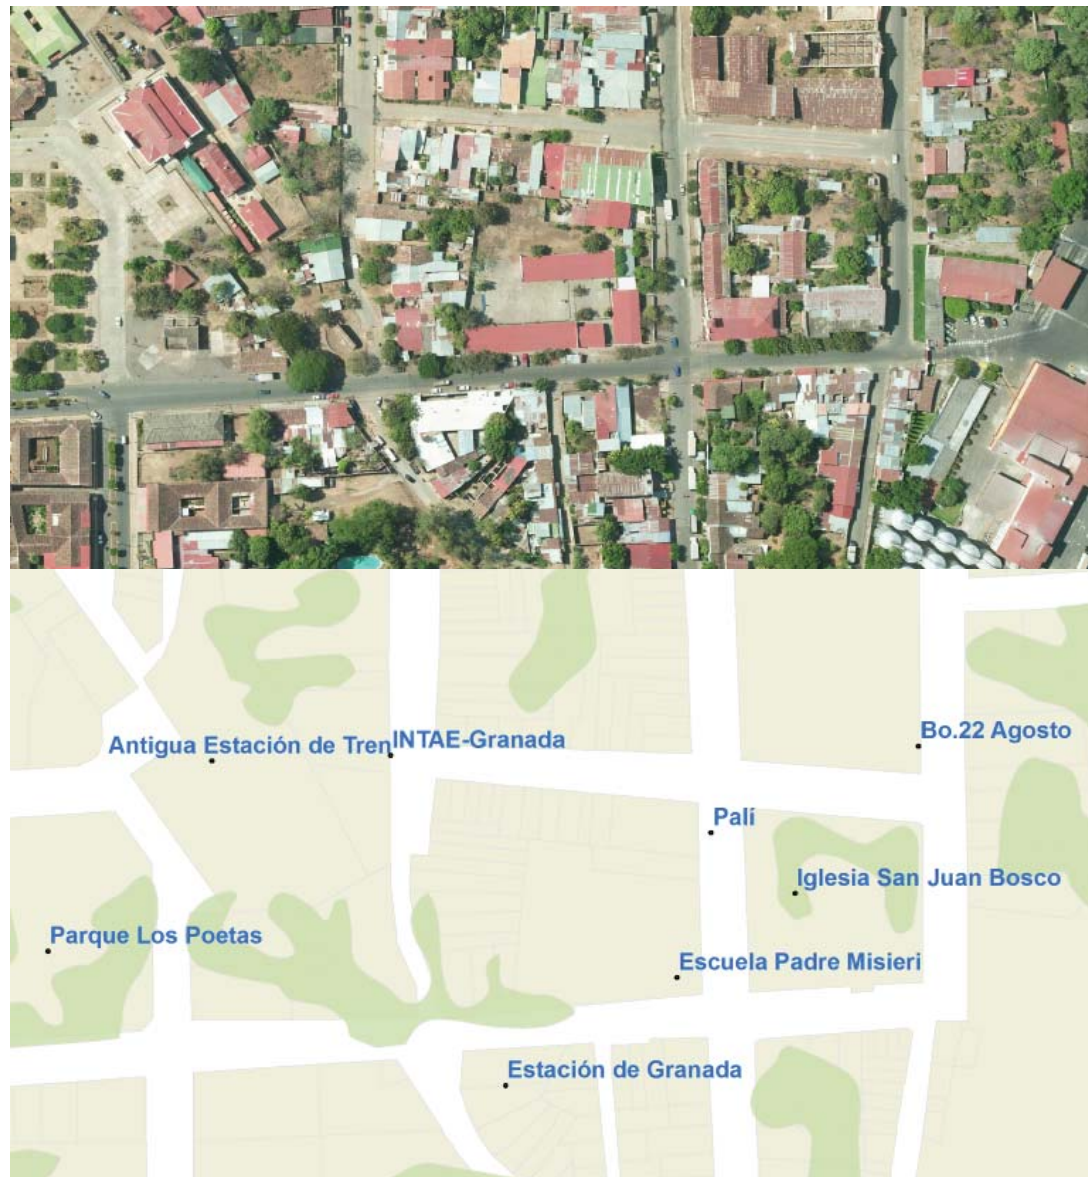 Antigua Estación de Tren
INTAE-Granada
Bo.22 Agosto
Palí
Iglesia San Juan Bosco
Parque Los Poetas
Escuela Padre Misieri
Estación de Granada